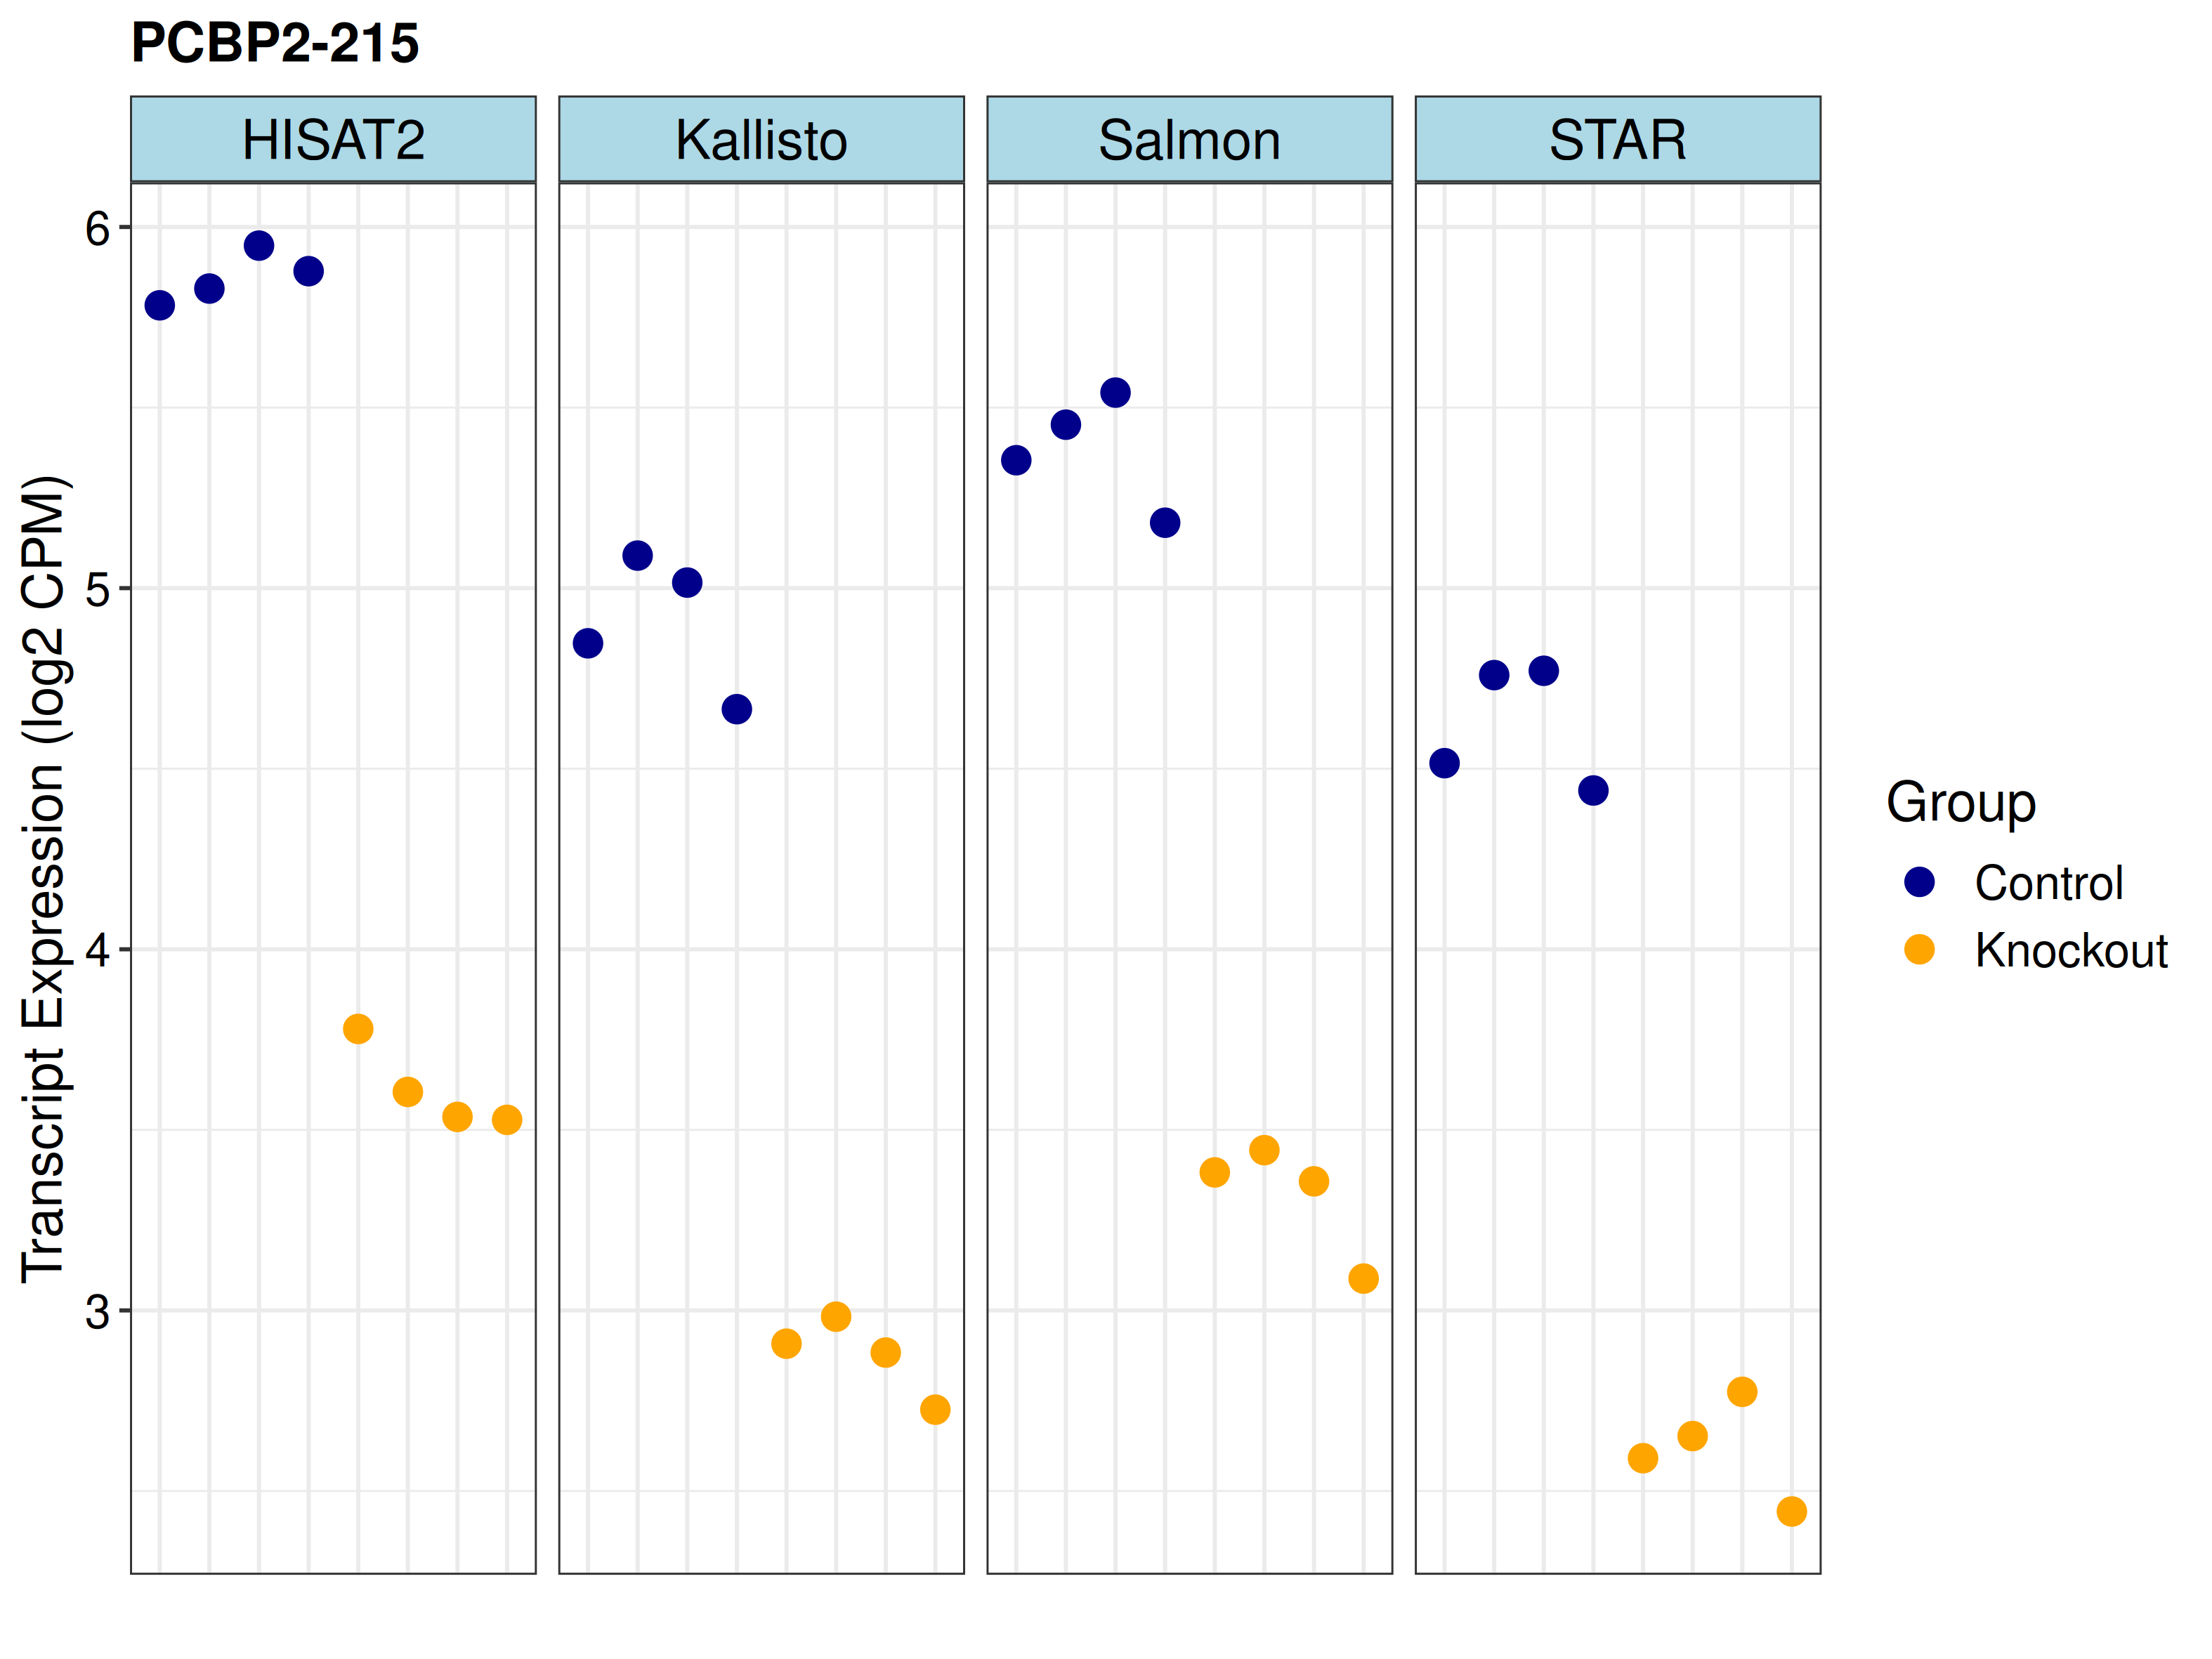 PCBP2-215
HISAT2
Kallisto
Salmon
STAR
Transcript Expression (log2 CPM)
6
5
4
3
Group
Control
Knockout